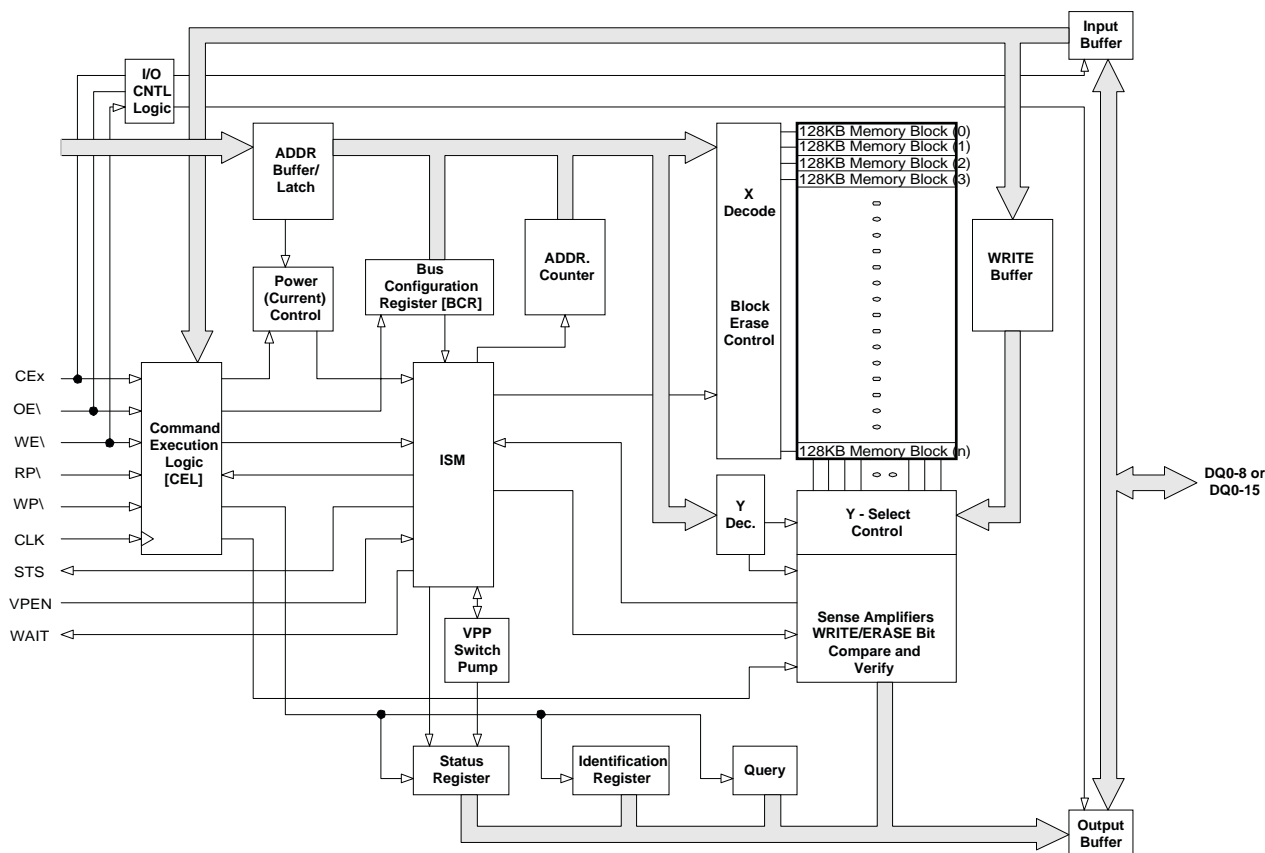 Input
Buffer
I/O
CNTL
Logic
ADDR
Buffer/
Latch
128KB Memory Block (0)
128KB Memory Block (1)
128KB Memory Block (2)
128KB Memory Block (3)
X
Decode
Block
Erase
Control
WRITE
Buffer
ADDR.
Counter
Bus
Configuration
Register [BCR]
Power
(Current)
Control
CEx
OE\
WE\
RP\
WP\
CLK
STS
VPEN
WAIT
Command
Execution
Logic
[CEL]
ISM
128KB Memory Block (n)
Y
Dec.
Y - Select
Control
DQ0-8 or
DQ0-15
Sense Amplifiers
WRITE/ERASE Bit
Compare and
Verify
VPP
Switch
Pump
Status
Register
Identification
Register
Query
Output
Buffer